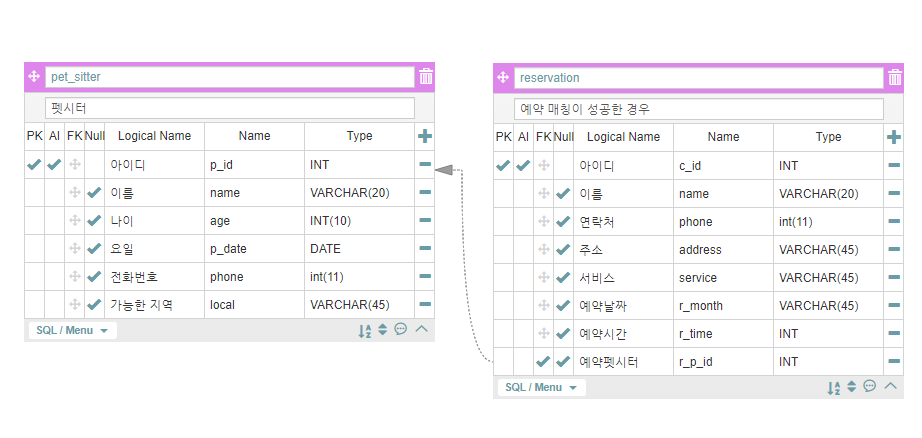 pet_sitter
펫시터
PK AI FK Null Logical Name Name Type
아이디 p_id INT
이름 name VARCHAR(20)
나이 age INT(10)
요일 p_date DATE
전화번호 phone int(11)
가능한 지역 local VARCHAR(45)
SQL / Menu
reservation
예약 매칭이 성공한 경우
PK AI FK Null Logical Name Name Type
아이디 c_id INT
이름 name VARCHAR(20)
연락처 phone int(11)
주소 address VARCHAR(45)
서비스 service VARCHAR(45)
예약날짜 r_month VARCHAR(45)
예약시간 r_time INT
예약펫시터 r_p_id INT
SQL / Menu